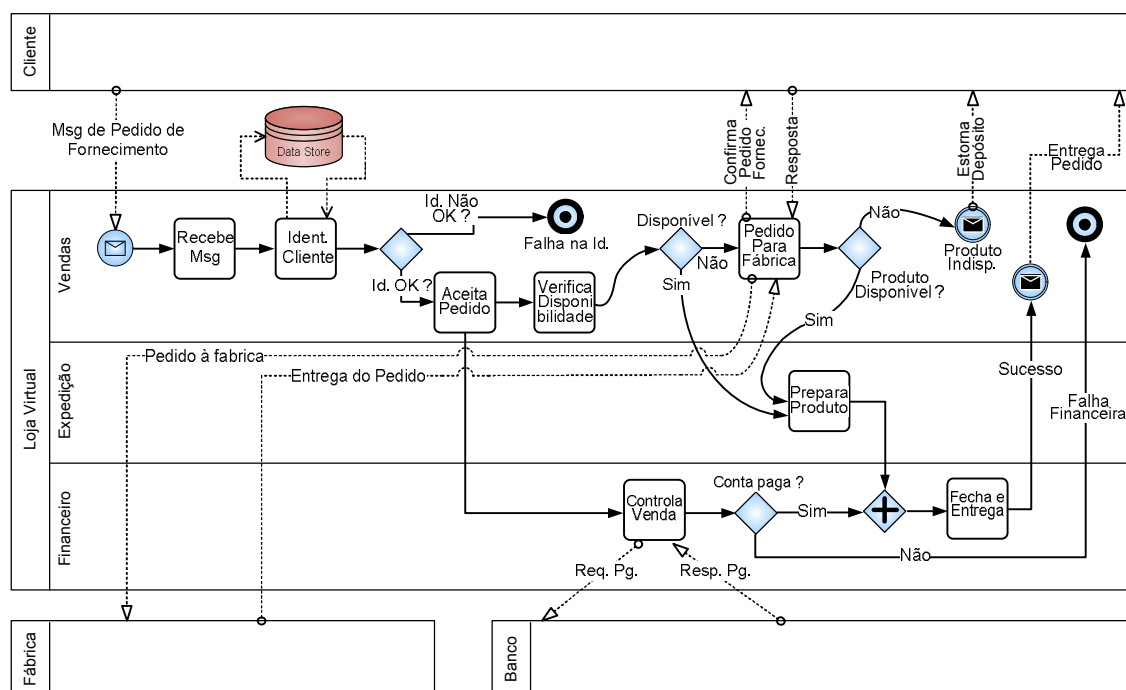 Cliente
Msg de Pedido de
Fornecimento
Data Store
Confirma
Pedido
Fornec.
Resposta
Estorna
Depósito
Entrega
Pedido
Loja Virtual
Vendas
Recebe
Msg
Ident.
Cliente
Id. Não
OK ?
Falha na Id.
Id. OK ?
Aceita
Pedido
Verifica
Disponi
bilidade
Disponível ?
Não
Sim
Pedido
Para
Fábrica
Não
Produto
Disponível ?
Sim
Produto
Indisp.
Expedição
Pedido à fabrica
Entrega do Pedido
Prepara
Produto
Sucesso
Falha
Financeira
Financeiro
Controla
Venda
Conta paga ?
Sim
Não
Fecha e
Entrega
Req. Pg.
Resp. Pg.
Fábrica
Banco